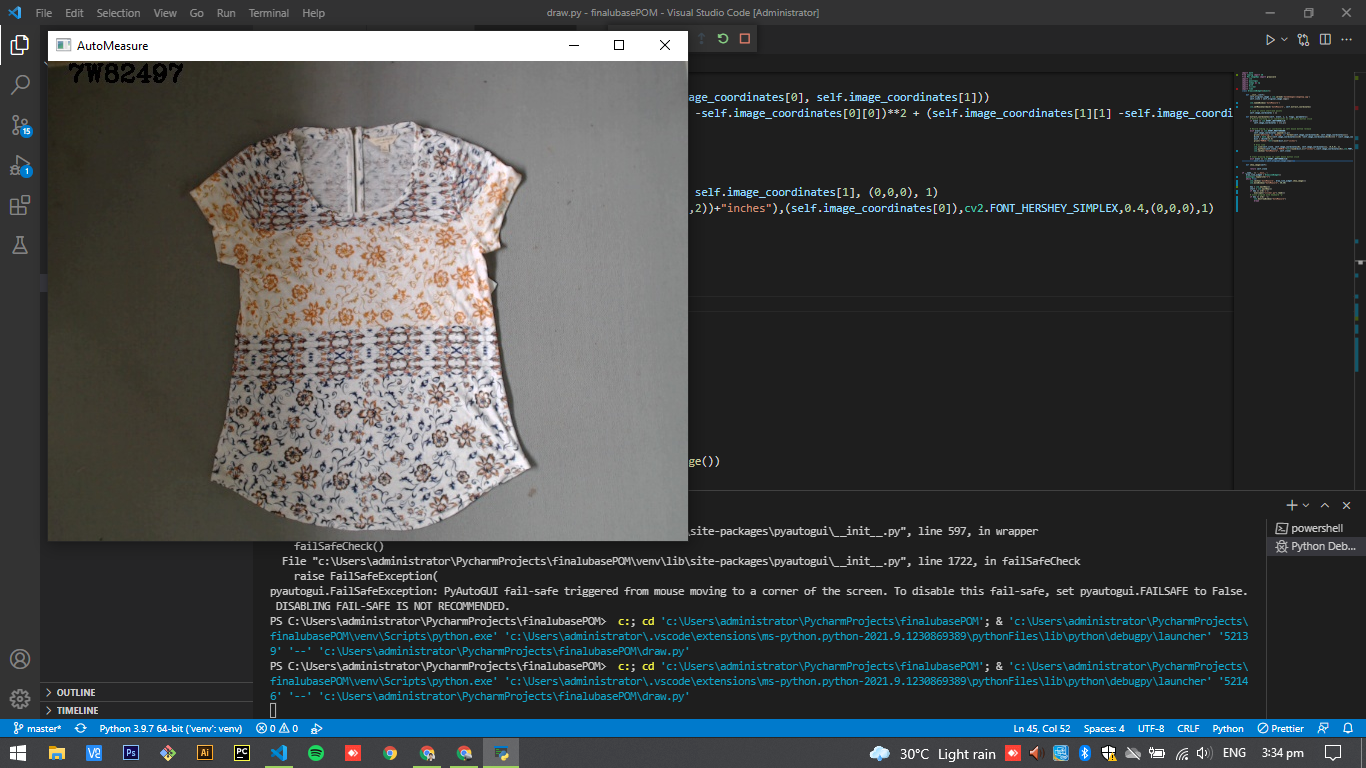 File Edit Selection View Go Run Terminal Help
draw.py - finalubasePOM - Visual Studio Code [Administrator]
AutoMeasure
7W82497
age_coordinates[0], self.image_coordinates[1]))
-self.image_coordinates[0][0])**2 + (self.image_coordinates[1][1] -self.image_coordi
self.image_coordinates[1], (0,0,0), 1)
,2))+"inches"),(self.image_coordinates[0]),cv2.FONT_HERSHEY_SIMPLEX,0.4,(0,0,0),1)
ge())
15
1
\site-packages\pyautogui\__init__.py", line 597, in wrapper
failSafeCheck()
File "c:\Users\administrator\PycharmProjects\finalubasePOM\venv\lib\site-packages\pyautogui\__init__.py", line 1722, in failSafeCheck
raise FailSafeException(
pyautogui.FailSafeException: PyAutoGUI fail-safe triggered from mouse moving to a corner of the screen. To disable this fail-safe, set pyautogui.FAILSAFE to False.
DISABLING FAIL-SAFE IS NOT RECOMMENDED.
PS C:\Users\administrator\PycharmProjects\finalubasePOM> c:; cd 'c:\Users\administrator\PycharmProjects\finalubasePOM'; & 'c:\Users\administrator\PycharmProjects\
finalubasePOM\venv\Scripts\python.exe' 'c:\Users\administrator\.vscode\extensions\ms-python.python-2021.9.1230869389\pythonFiles\lib\python\debugpy\launcher' '5213
9' '--' 'c:\Users\administrator\PycharmProjects\finalubasePOM\draw.py'
PS C:\Users\administrator\PycharmProjects\finalubasePOM> c:; cd 'c:\Users\administrator\PycharmProjects\finalubasePOM'; & 'c:\Users\administrator\PycharmProjects\
finalubasePOM\venv\Scripts\python.exe' 'c:\Users\administrator\.vscode\extensions\ms-python.python-2021.9.1230869389\pythonFiles\lib\python\debugpy\launcher' '5214
6' '--' 'c:\Users\administrator\PycharmProjects\finalubasePOM\draw.py'
powershell
Python Deb...
OUTLINE
TIMELINE
master* Python 3.9.7 64-bit ('venv': venv) 0 0
Ln 45, Col 52 Spaces: 4 UTF-8 CRLF Python Prettier
Ps Ai PC
30°C Light rain ENG 3:34 pm